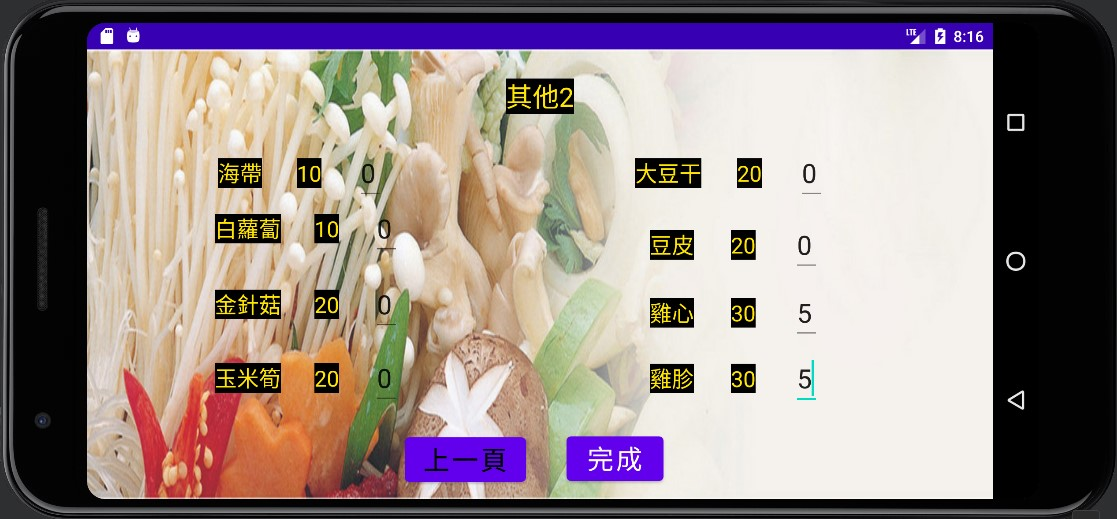 LTE 8:16
其他2
海帶 10 0
大豆干 20 0
白蘿蔔 10 0
豆皮 20 0
金針菇 20 0
雞心 30 5
玉米筍 20 0
雞胗 30 5
上一頁 完成